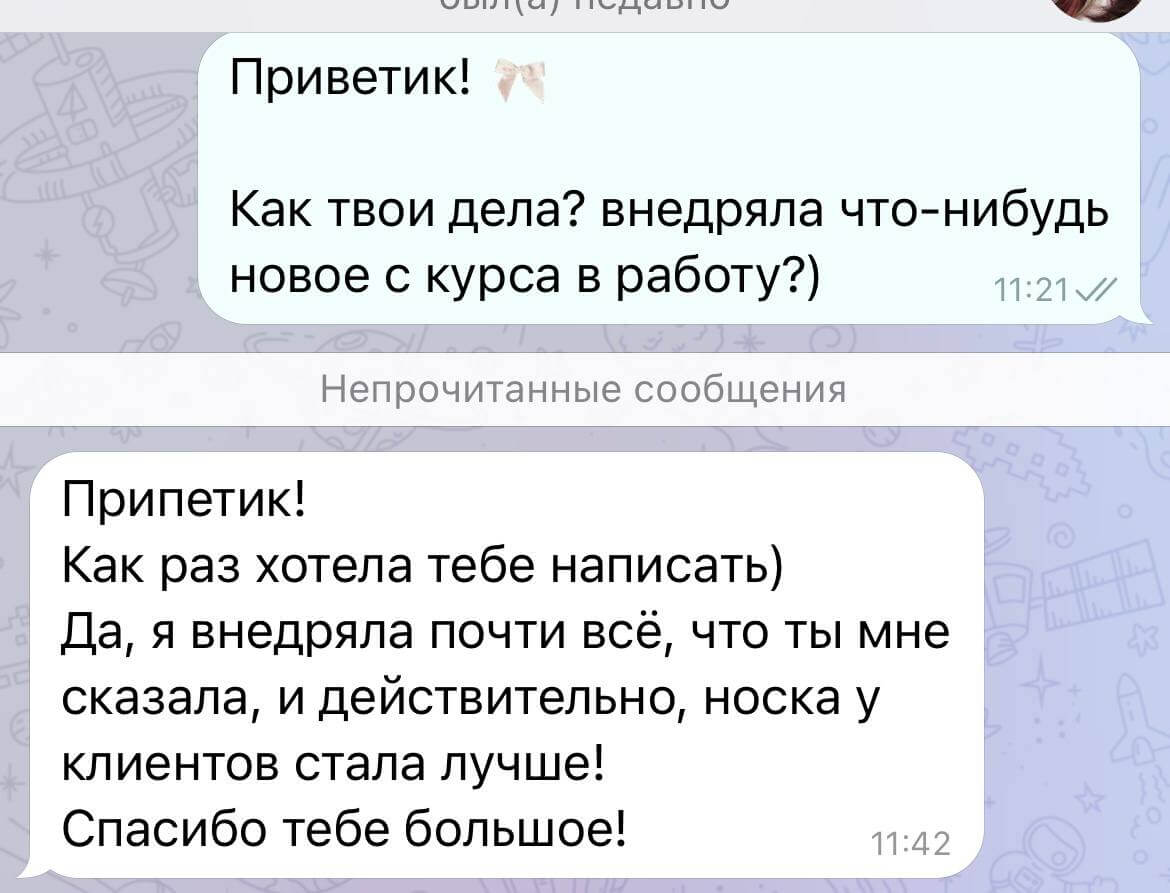 был(а) недавно
Приветик!
Как твои дела? внедряла что-нибудь
новое с курса в работу?)
11:21
Непрочитанные сообщения
Припетик!
Как раз хотела тебе написать)
Да, я внедряла почти всё, что ты мне
сказала, и действительно, носка у
клиентов стала лучше!
Спасибо тебе большое!
11:42